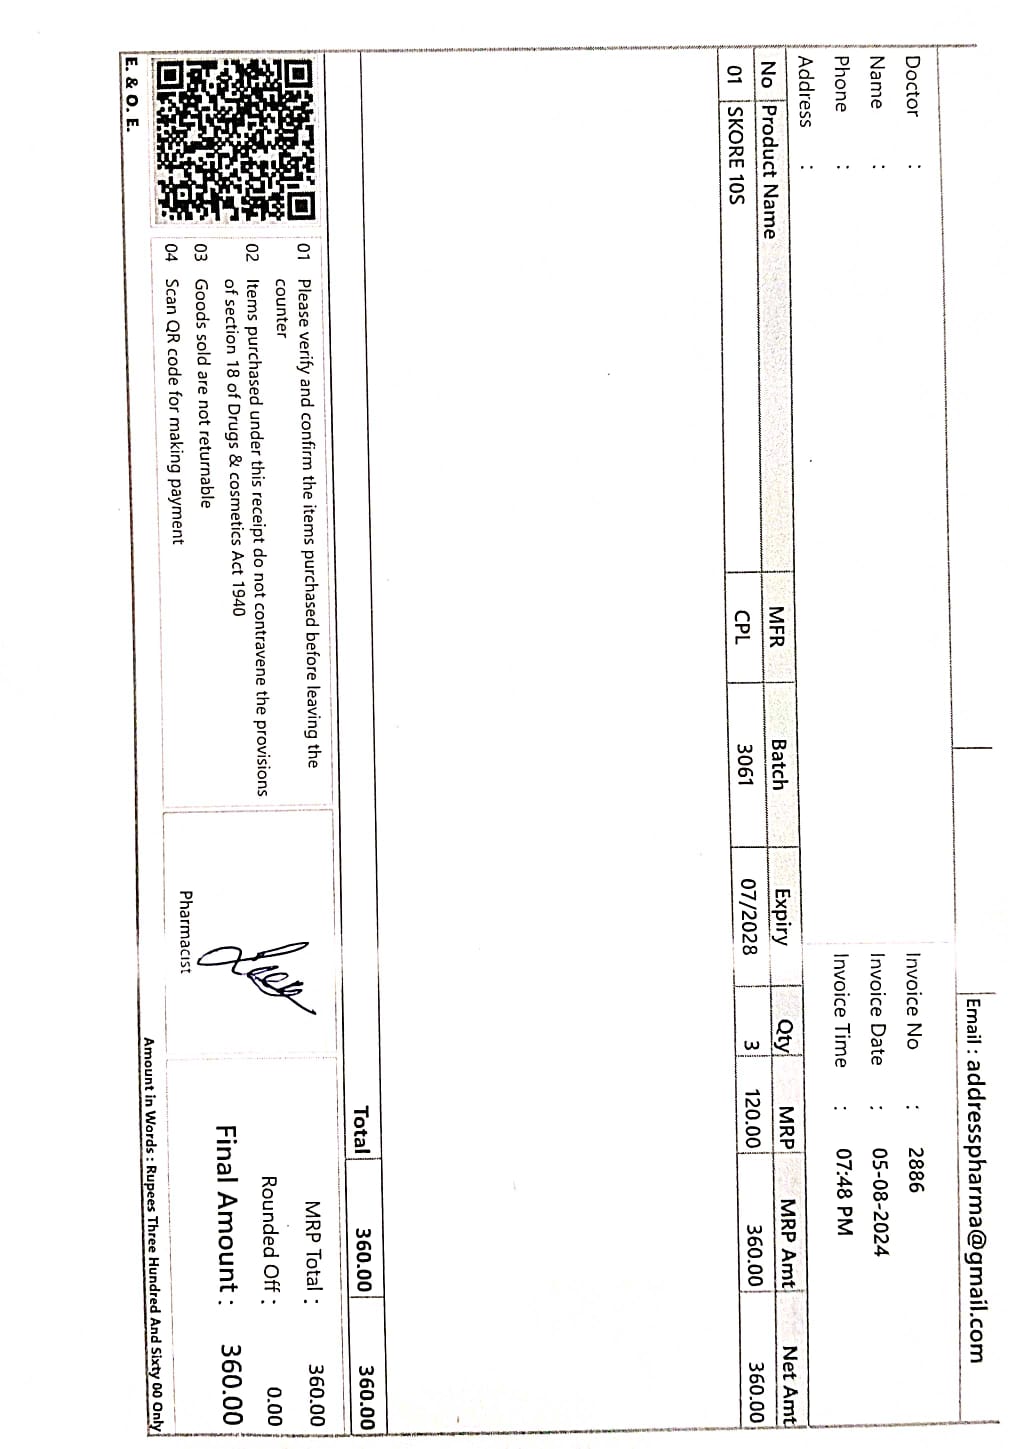 Email : addresspharma@gmail.com
Doctor :
Name :
Phone :
Address :
Invoice No : 2886
Invoice Date : 05-08-2024
Invoice Time : 07:48 PM
No Product Name MFR Batch Expiry Qty MRP MRP Amt Net Amt
01 SKORE 10S CPL 3061 07/2028 3 120.00 360.00 360.00
Total 360.00 360.00
01 Please verify and confirm the items purchased before leaving the
counter
02 Items purchased under this receipt do not contravene the provisions
of section 18 of Drugs & cosmetics Act 1940
03 Goods sold are not returnable
04 Scan QR code for making payment
Pharmacist
MRP Total : 360.00
Rounded Off : 0.00
Final Amount : 360.00
Amount in Words : Rupees Three Hundred And Sixty 00 Only
E. & O. E.